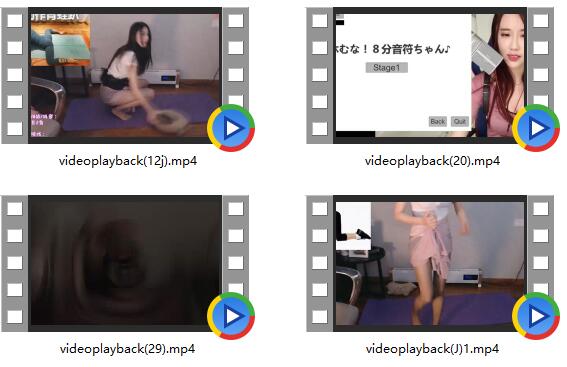 むな！８分音符ちゃん♪
Stage1
Back
Quit
videoplayback(12j).mp4
videoplayback(20).mp4
videoplayback(29).mp4
videoplayback(J)1.mp4